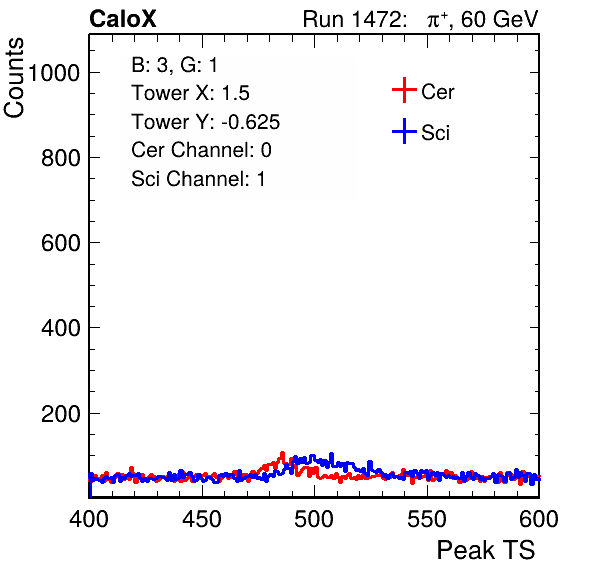 CaloX Run 1472: π⁺, 60 GeV
B: 3, G: 1
Tower X: 1.5
Tower Y: -0.625
Cer Channel: 0
Sci Channel: 1
Cer
Sci
Counts
1000
800
600
400
200
400 450 500 550 600
Peak TS